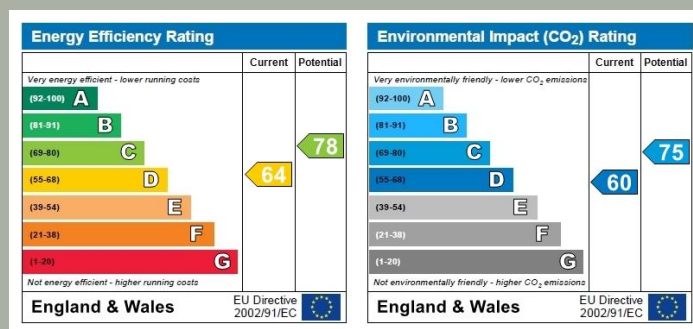 Energy Efficiency Rating
Current Potential
Very energy efficient - lower running costs
(92-100) A
(81-91) B
(69-80) C
78
(55-68) D
64
(39-54) E
(21-38) F
(1-20) G
Not energy efficient - higher running costs
England & Wales
EU Directive
2002/91/EC
Environmental Impact (CO₂) Rating
Current Potential
Very environmentally friendly - lower CO₂ emissions
(92-100) A
(81-91) B
(69-80) C
75
(55-68) D
60
(39-54) E
(21-38) F
(1-20) G
Not environmentally friendly - higher CO₂ emissions
England & Wales
EU Directive
2002/91/EC